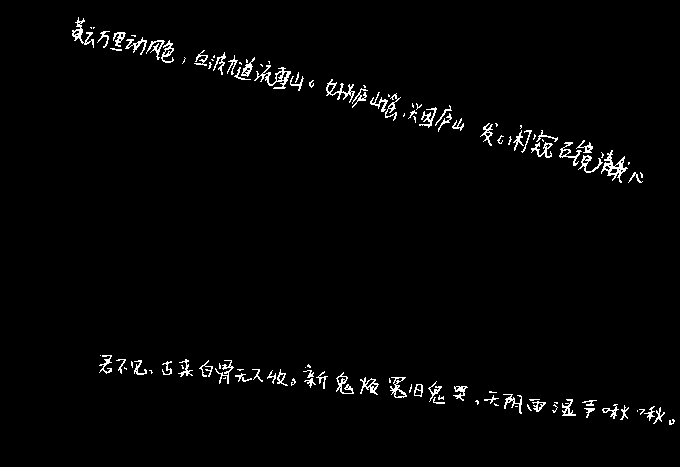 黄云万里动风色，白波九道流雪山。好为庐山谣，兴因庐山发。闲窥石镜清我心
君不见，古来白骨无人收。新鬼烦冤旧鬼哭，天阴雨湿声啾啾。